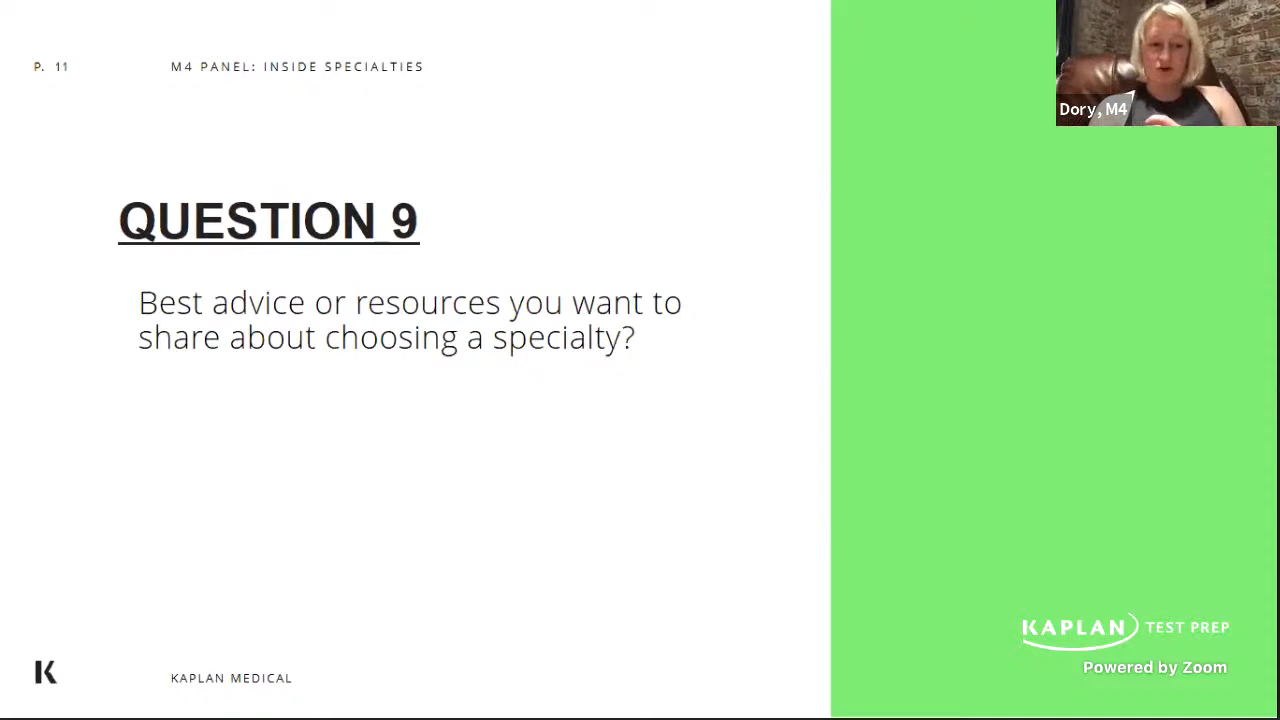 P. 11
M4 PANEL: INSIDE SPECIALTIES
Dory, M4
QUESTION 9
Best advice or resources you want to
share about choosing a specialty?
KAPLAN TEST PREP
Powered by Zoom
K
KAPLAN MEDICAL